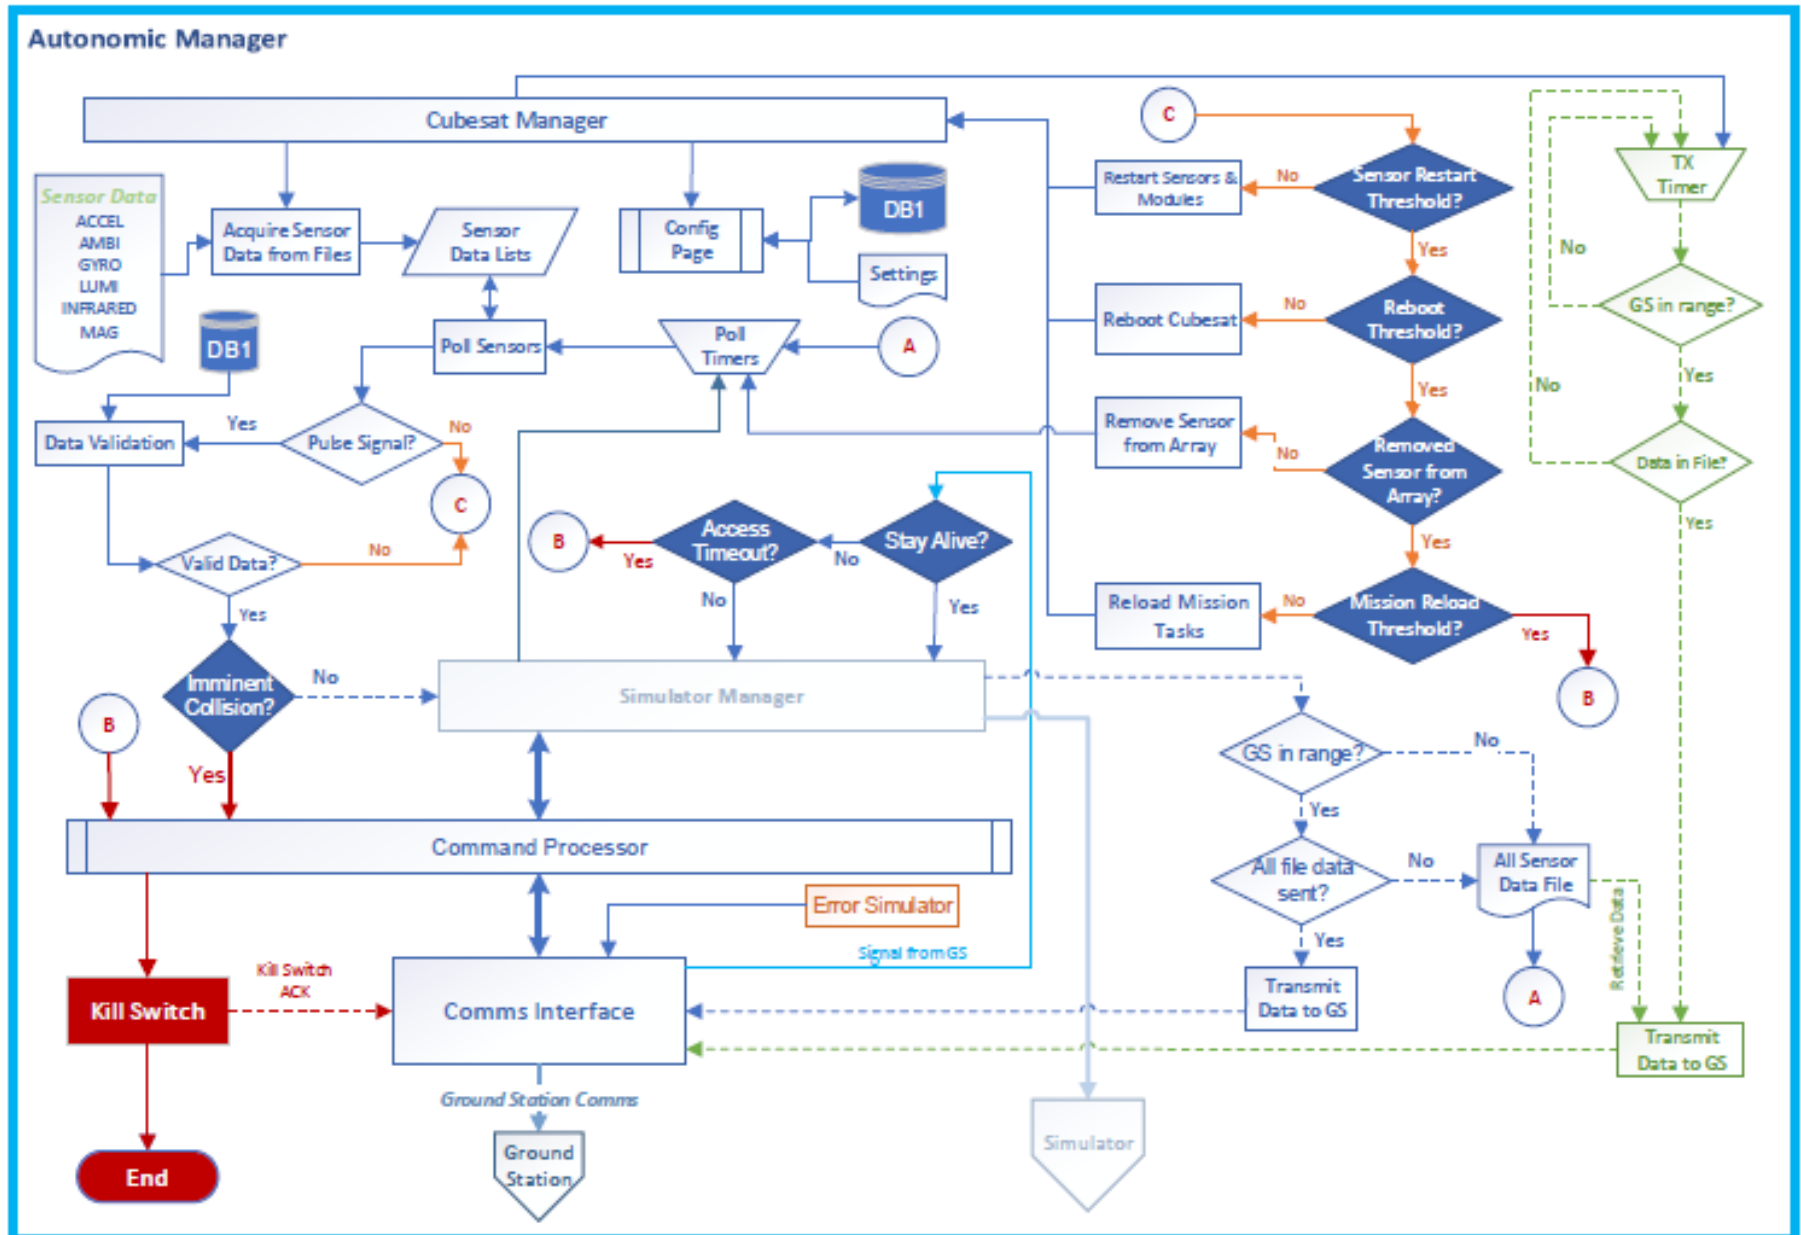 Autonomic Manager
Cubesat Manager
C
TX
Timer
Sensor Data
ACCEL
AMBI
GYRO
LUMI
INFRARED
MAG
Acquire Sensor
Data from Files
Sensor
Data Lists
Config
Page
DB1
Settings
Restart Sensors &
Modules
No
Sensor Restart
Threshold?
Yes
No
GS in range?
Yes
No
Reboot Cubesat
No
Reboot
Threshold?
Yes
DB1
Poll Sensors
Poll
Timers
A
Data Validation
Yes
Pulse Signal?
No
C
Remove Sensor
from Array
No
Removed
Sensor from
Array?
Yes
Data in File?
Yes
Valid Data?
No
Yes
B
Yes
Access
Timeout?
No
Stay Alive?
No
Yes
Reload Mission
Tasks
No
Mission Reload
Threshold?
Yes
B
Imminent
Collision?
No
Yes
B
Simulator Manager
GS in range?
No
Yes
All file data
sent?
No
Yes
All Sensor
Data File
Retrieve Data
A
Transmit
Data to GS
Transmit
Data to GS
Command Processor
Error Simulator
Signal from GS
Kill Switch
Kill Switch
ACK
Comms Interface
Ground Station Comms
Ground
Station
Simulator
End